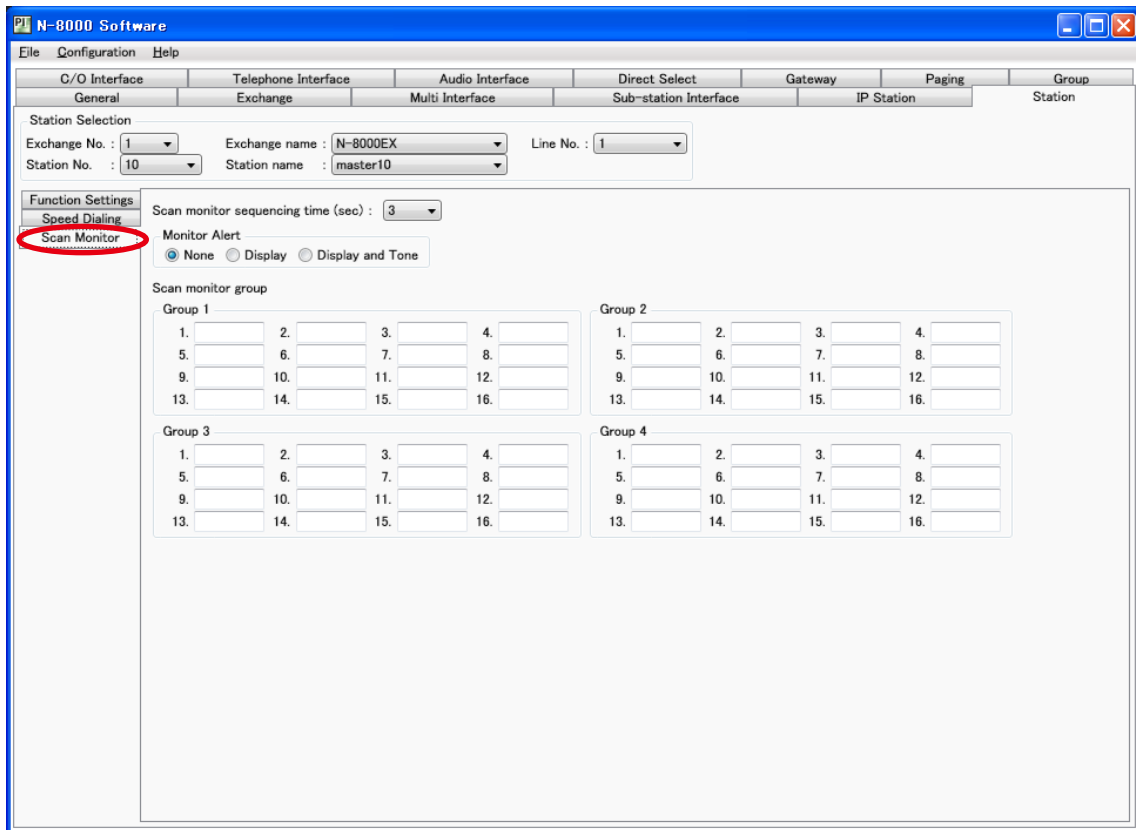 N-8000 Software
File Configuration Help
C/O Interface Telephone Interface Audio Interface Direct Select Gateway Paging Group
General Exchange Multi Interface Sub-station Interface IP Station Station
Station Selection
Exchange No. : 1 Exchange name : N-8000EX Line No. : 1
Station No. : 10 Station name : master10
Function Settings
Speed Dialing
Scan Monitor
Scan monitor sequencing time (sec) : 3
Monitor Alert
None Display Display and Tone
Scan monitor group
Group 1
1. 2. 3. 4.
5. 6. 7. 8.
9. 10. 11. 12.
13. 14. 15. 16.
Group 2
1. 2. 3. 4.
5. 6. 7. 8.
9. 10. 11. 12.
13. 14. 15. 16.
Group 3
1. 2. 3. 4.
5. 6. 7. 8.
9. 10. 11. 12.
13. 14. 15. 16.
Group 4
1. 2. 3. 4.
5. 6. 7. 8.
9. 10. 11. 12.
13. 14. 15. 16.